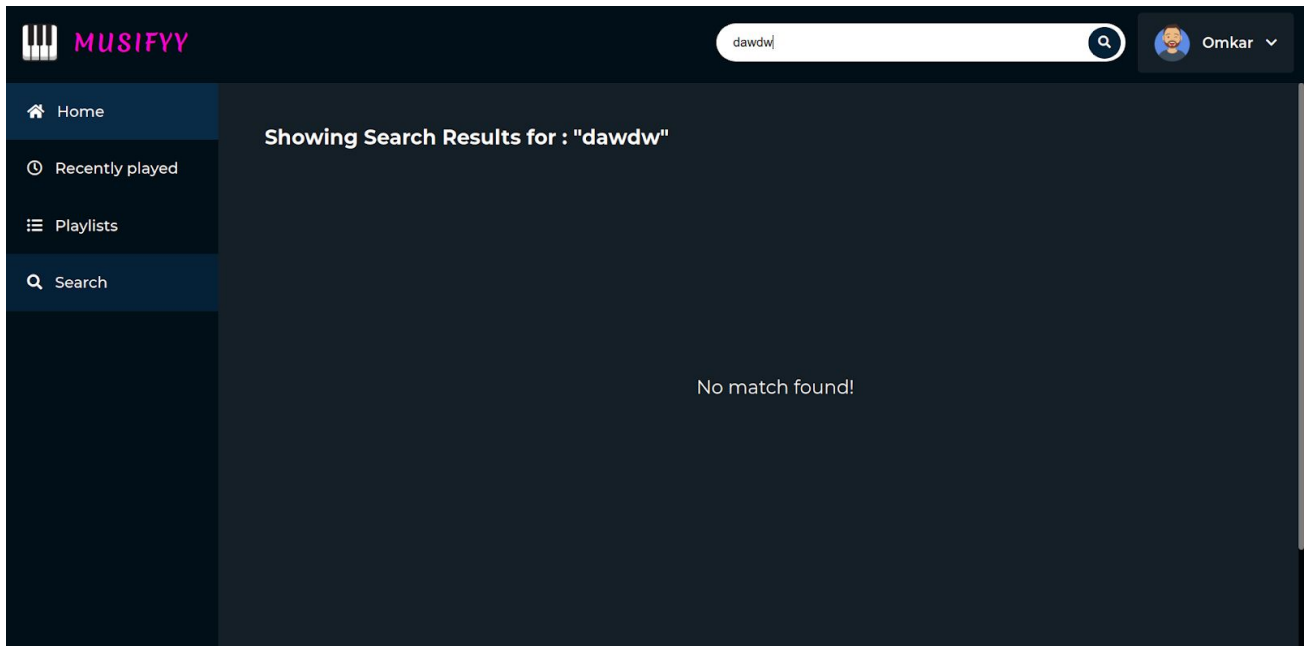 MUSIFYY
dawdw
Omkar
Home
Showing Search Results for : "dawdw"
Recently played
Playlists
Search
No match found!